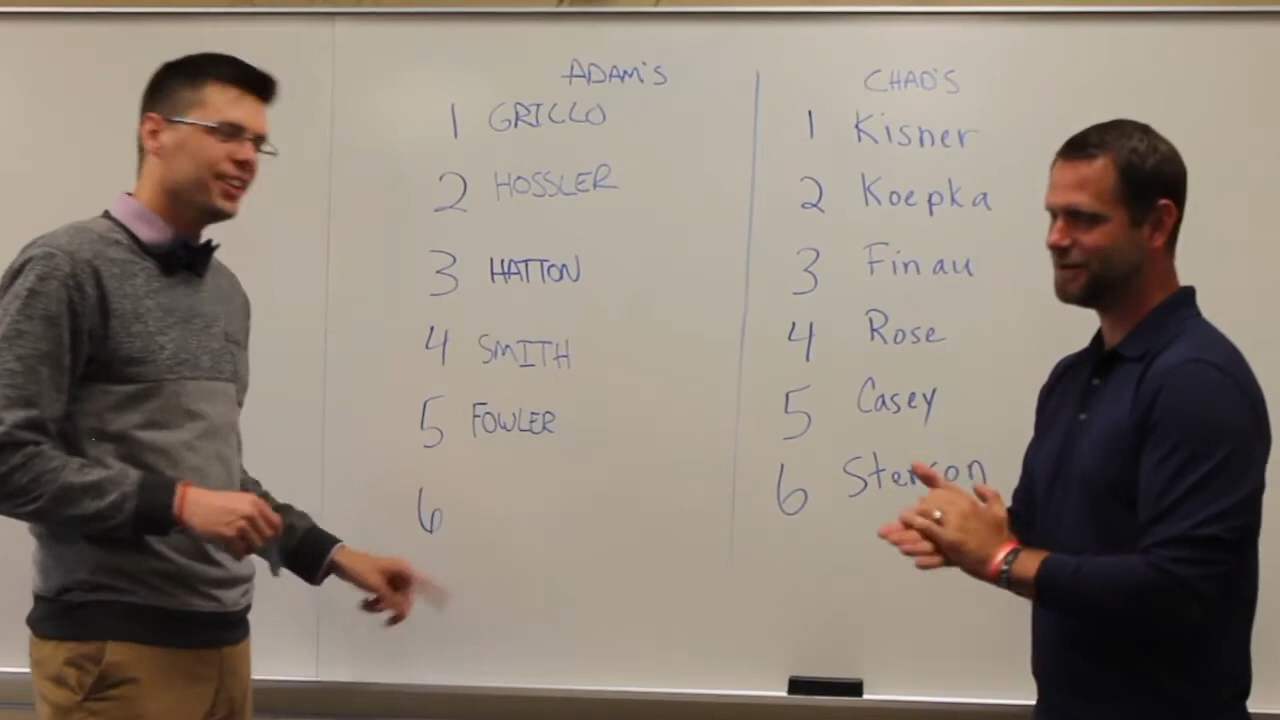 ADAM'S
1 GRILLO
2 HOSSLER
3 HATTON
4 SMITH
5 FOWLER
6
CHAD'S
1 Kisner
2 Koepka
3 Finau
4 Rose
5 Casey
6 Stenson